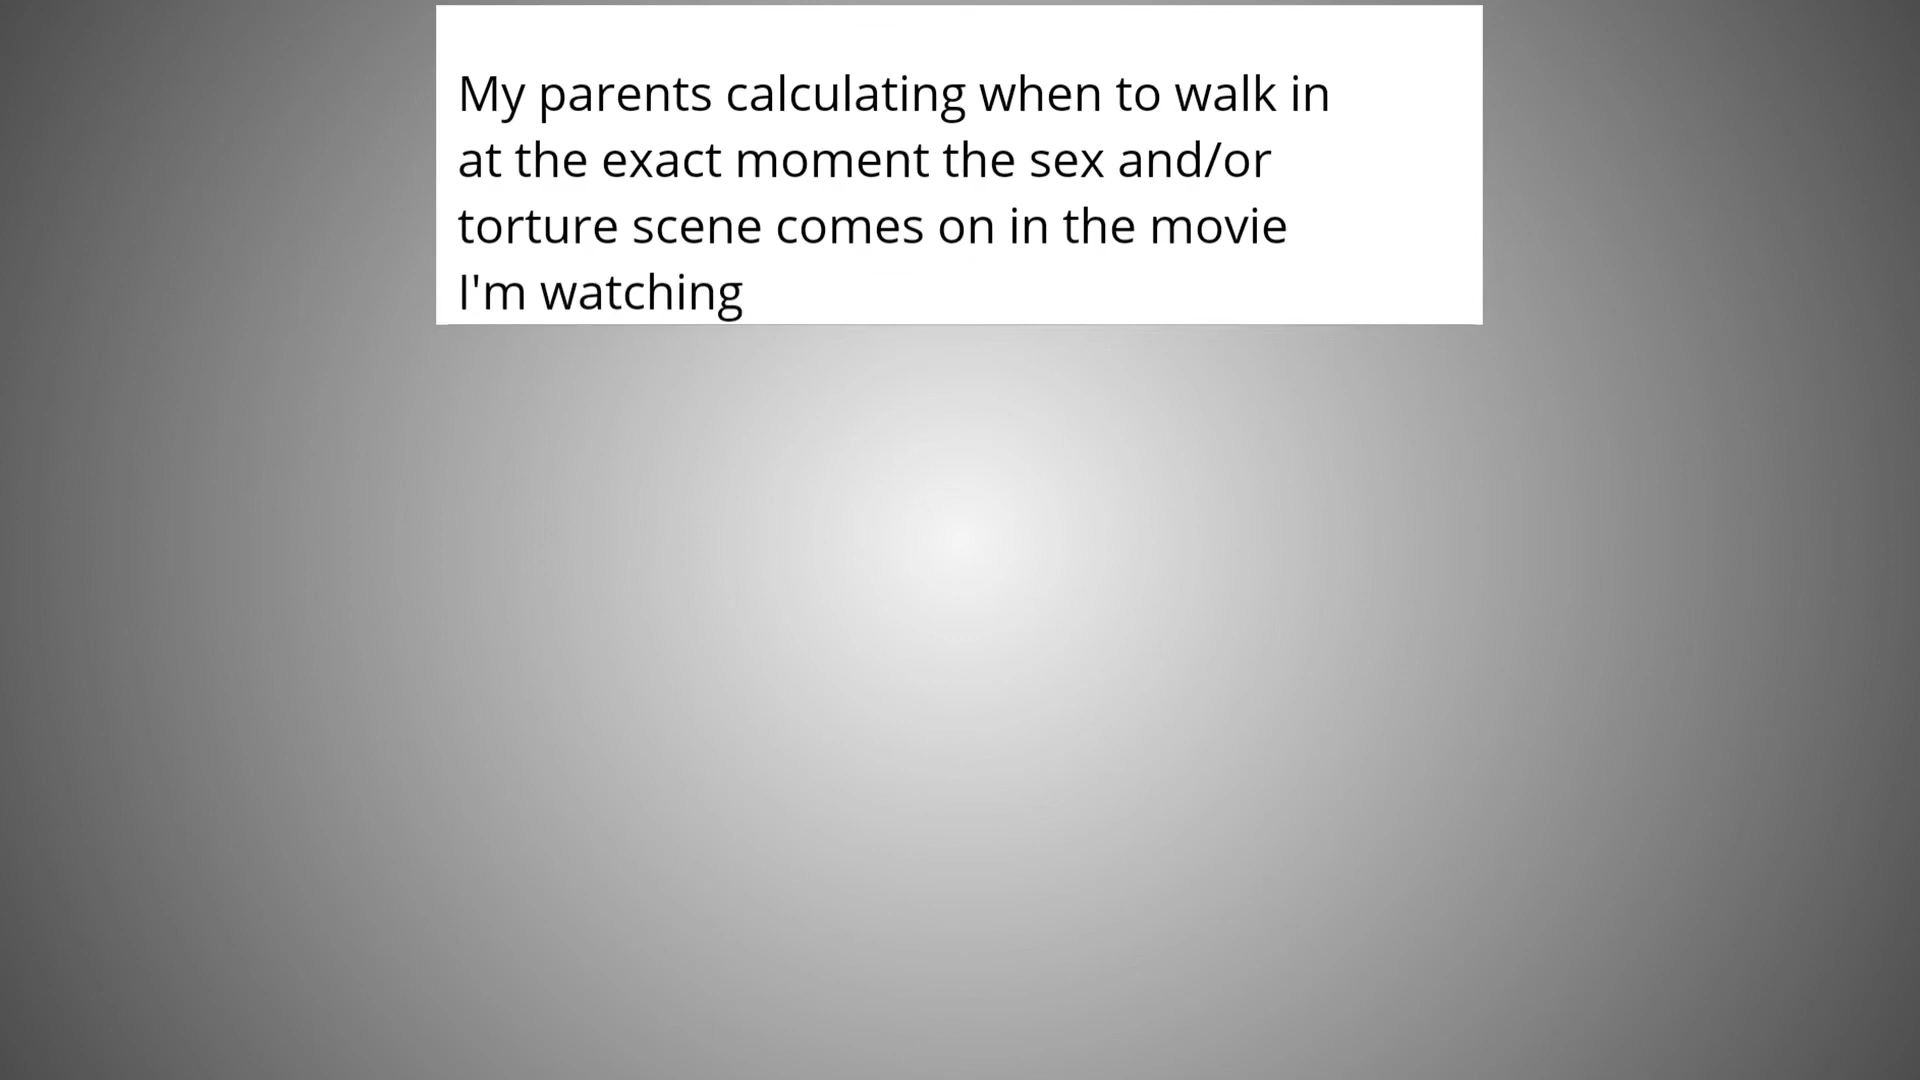 My parents calculating when to walk in
at the exact moment the sex and/or
torture scene comes on in the movie
I'm watching